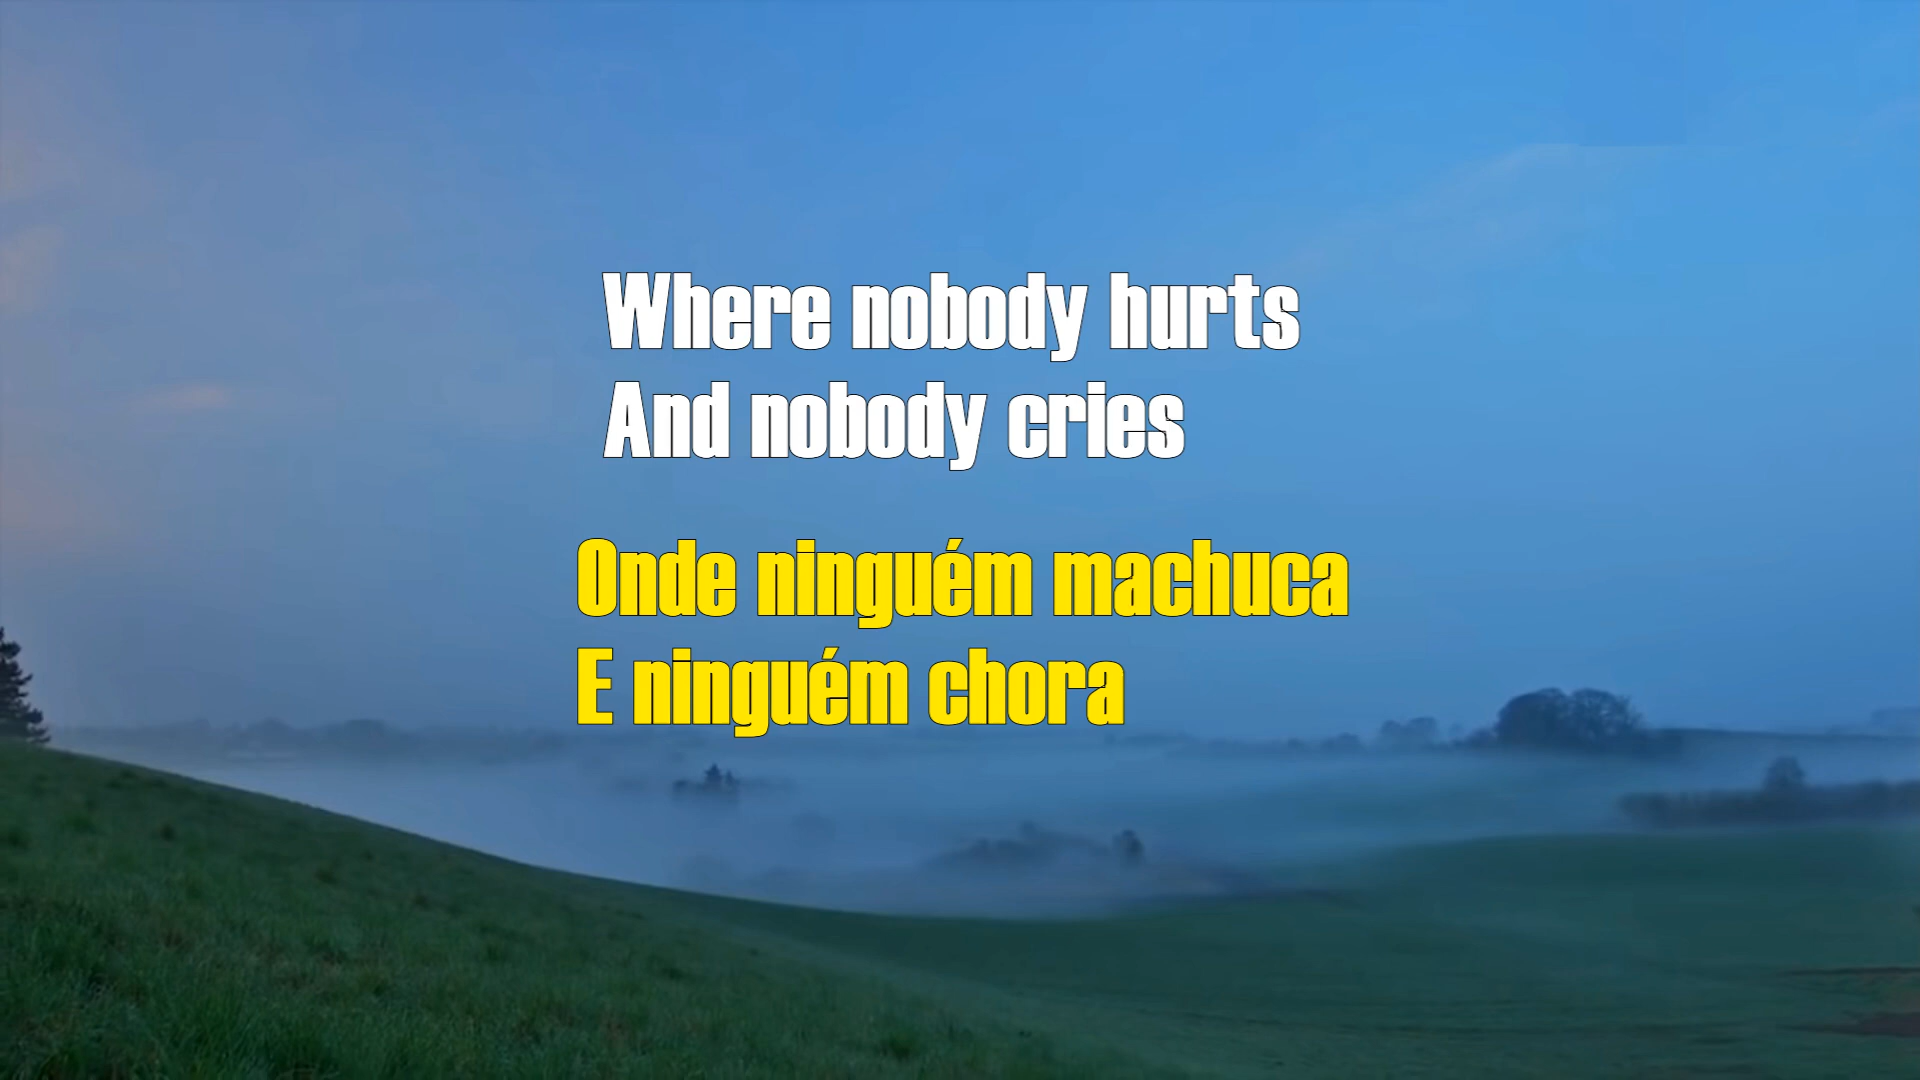 Where nobody hurts
And nobody cries
Onde ninguém machuca
E ninguém chora